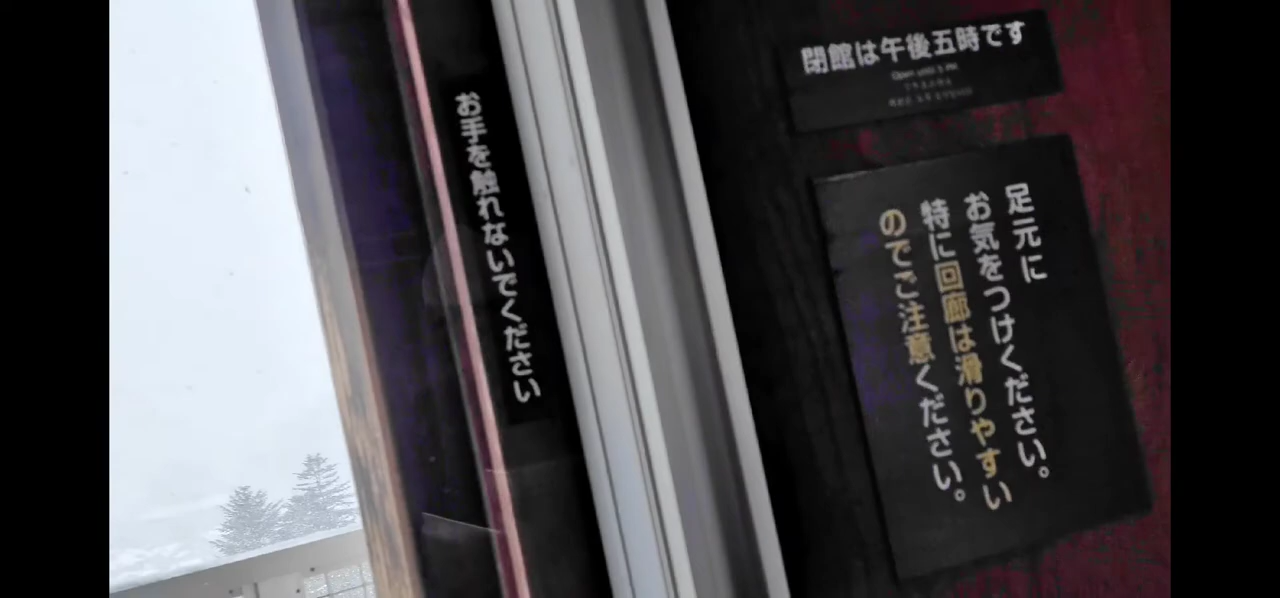 閉館は午後五時です
Open until 5 PM
足元に
お気をつけください。
特に回廊は滑りやすい
のでご注意ください。
お手を触れないでください